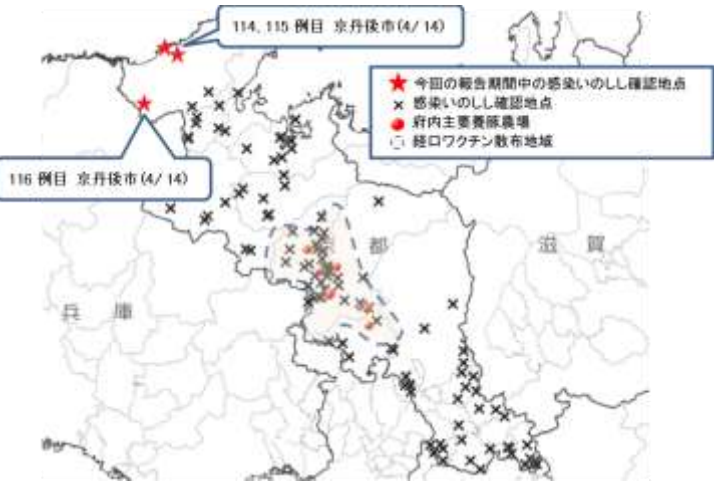 114, 115 例目 京丹後市(4/14)
★ 今回の報告期間中の感染いのしし確認地点
× 感染いのしし確認地点
府内主要養豚農場
経口ワクチン散布地域
116 例目 京丹後市(4/14)
都
滋 賀
兵 庫